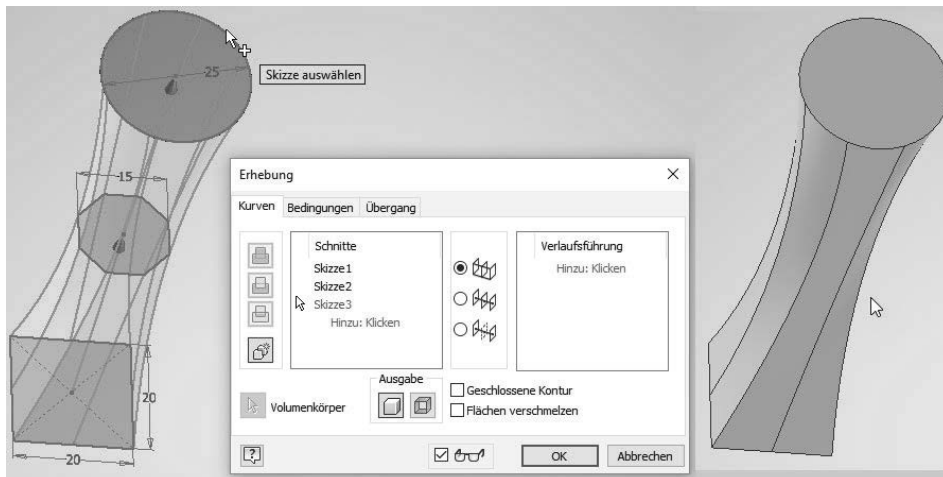 25
Skizze auswählen
15
20
20
Erhebung
Kurven Bedingungen Übergang
Schnitte
Skizze1
Skizze2
Skizze3
Hinzu: Klicken
Verlaufsführung
Hinzu: Klicken
Volumenkörper
Ausgabe
Geschlossene Kontur
Flächen verschmelzen
?
OK
Abbrechen